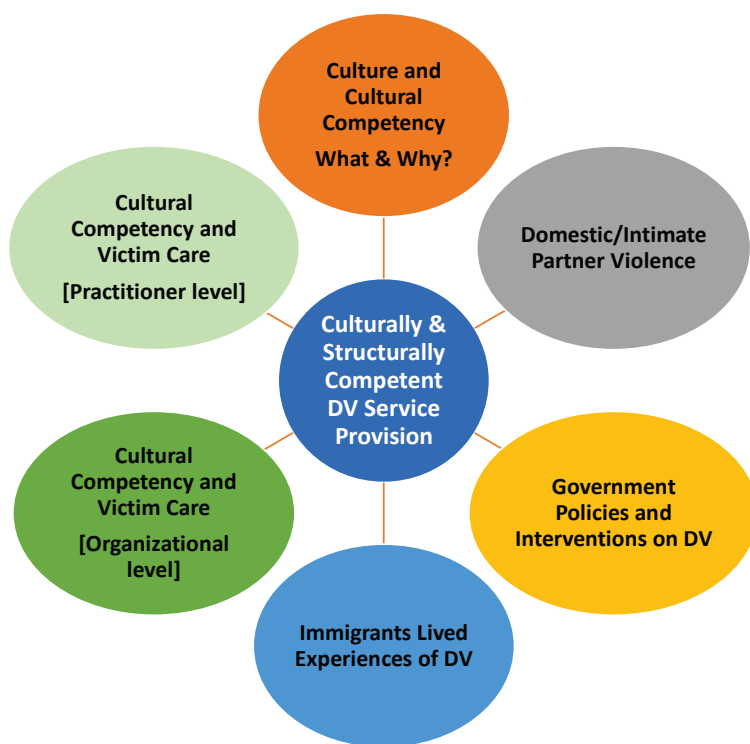 Culture and
Cultural
Competency
What & Why?
Domestic/Intimate
Partner Violence
Government
Policies and
Interventions on DV
Immigrants Lived
Experiences of DV
Cultural
Competency and
Victim Care
[Organizational
level]
Cultural
Competency and
Victim Care
[Practitioner level]
Culturally &
Structurally
Competent
DV Service
Provision